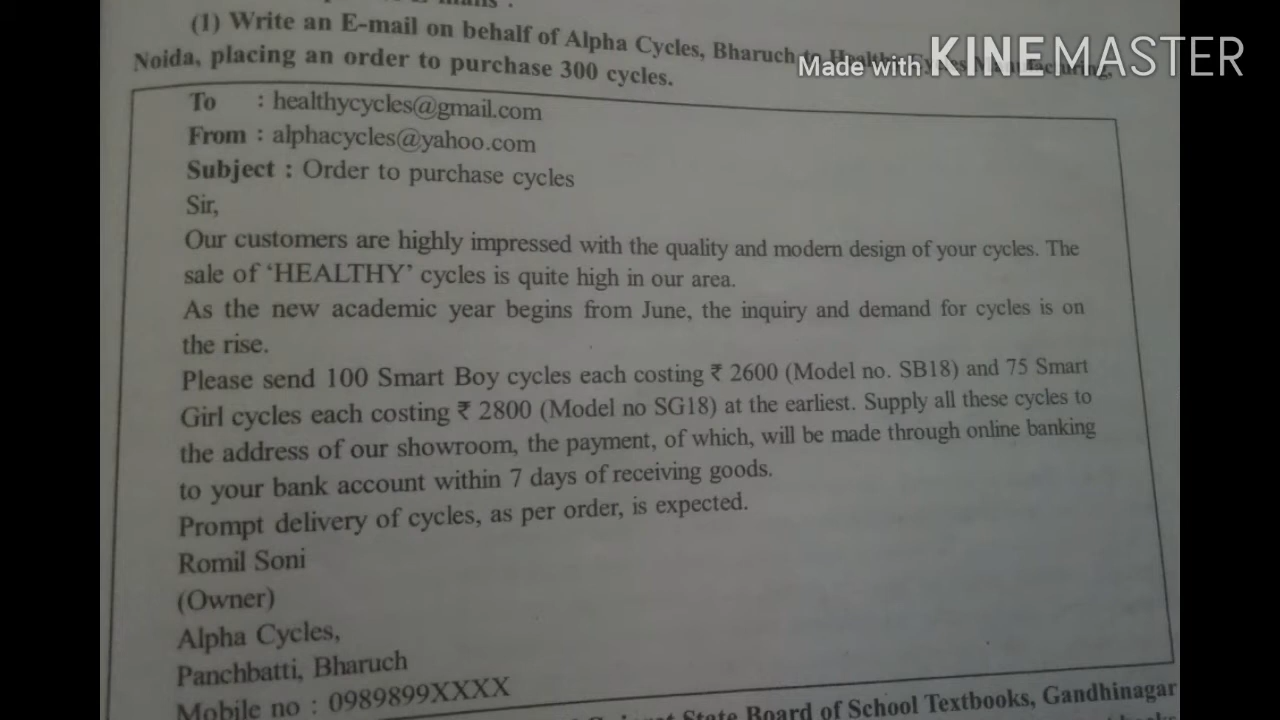 (1) Write an E-mail on behalf of Alpha Cycles, Bharuch to
Made with KINEMASTER
Noida, placing an order to purchase 300 cycles.
To : healthycycles@gmail.com
From : alphacycles@yahoo.com
Subject : Order to purchase cycles
Sir,
Our customers are highly impressed with the quality and modern design of your cycles. The
sale of ‘HEALTHY’ cycles is quite high in our area.
As the new academic year begins from June, the inquiry and demand for cycles is on
the rise.
Please send 100 Smart Boy cycles each costing ₹ 2600 (Model no. SB18) and 75 Smart
Girl cycles each costing ₹ 2800 (Model no SG18) at the earliest. Supply all these cycles to
the address of our showroom, the payment, of which, will be made through online banking
to your bank account within 7 days of receiving goods.
Prompt delivery of cycles, as per order, is expected.
Romil Soni
(Owner)
Alpha Cycles,
Panchbatti, Bharuch
Mobile no : 0989899XXXX
State Board of School Textbooks, Gandhinagar